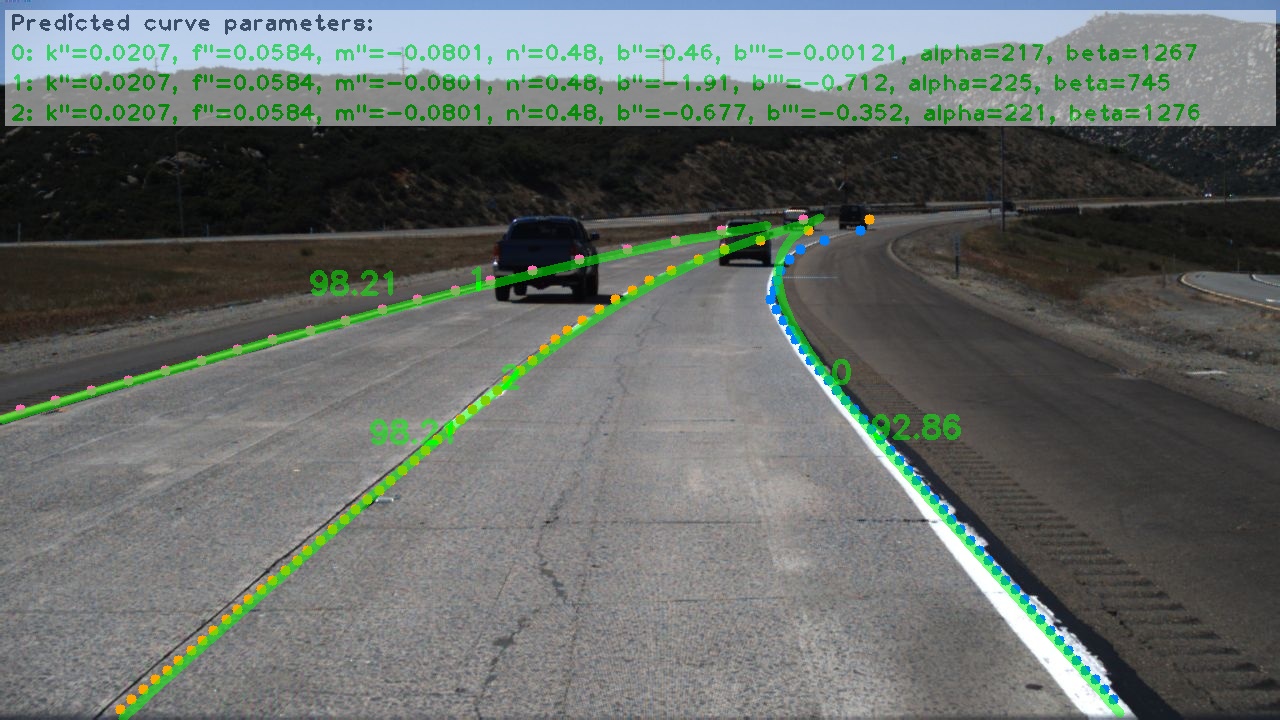 Predicted curve parameters:
0: k''=0.0207, f''=0.0584, m''=-0.0801, n'=0.48, b''=0.46, b'''=-0.00121, alpha=217, beta=1267
1: k''=0.0207, f''=0.0584, m''=-0.0801, n'=0.48, b''=-1.91, b'''=-0.712, alpha=225, beta=745
2: k''=0.0207, f''=0.0584, m''=-0.0801, n'=0.48, b''=-0.677, b'''=-0.352, alpha=221, beta=1276
98.21 1
2 0
98.24 92.86